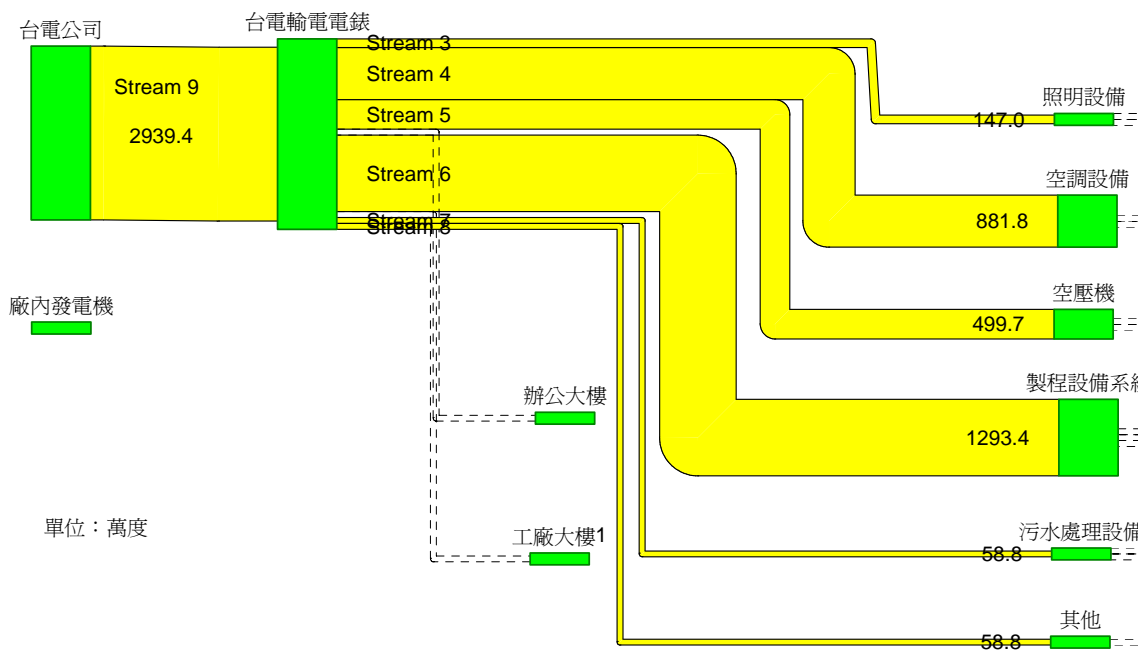 台電公司
台電輸電電錶
Stream 9
2939.4
Stream 3
Stream 4
Stream 5
Stream 6
Stream 7
Stream 8
照明設備
147.0
空調設備
881.8
空壓機
499.7
製程設備系統
1293.4
廠內發電機
辦公大樓
單位：萬度
工廠大樓1
污水處理設備
58.8
其他
58.8